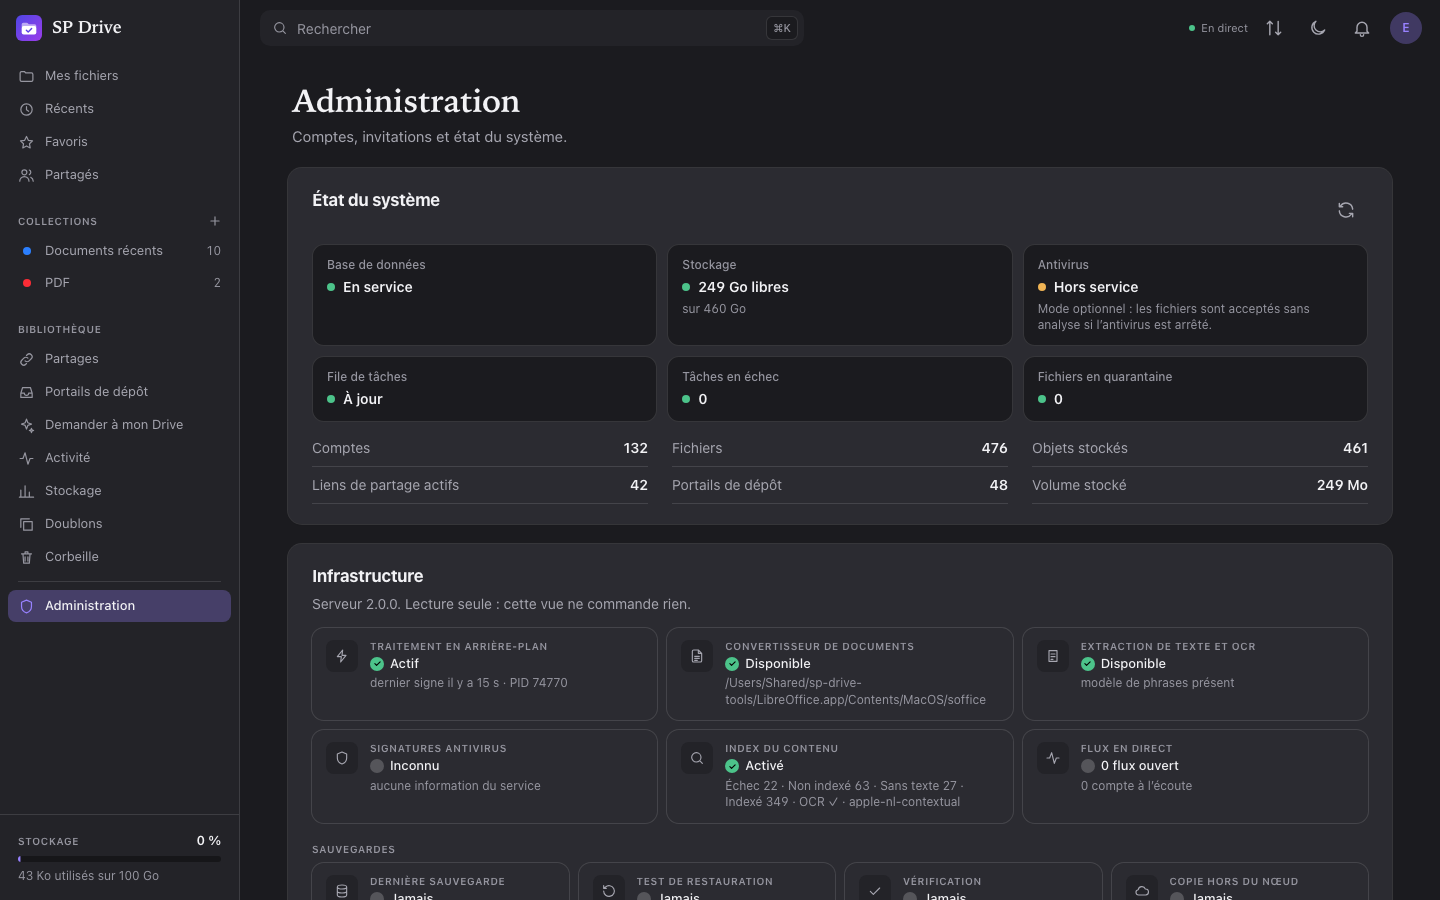 SP Drive
Rechercher
⌘K
En direct
E
Mes fichiers
Récents
Favoris
Partagés
COLLECTIONS
Documents récents 10
PDF 2
BIBLIOTHÈQUE
Partages
Portails de dépôt
Demander à mon Drive
Activité
Stockage
Doublons
Corbeille
Administration
STOCKAGE 0 %
43 Ko utilisés sur 100 Go
Administration
Comptes, invitations et état du système.
État du système
Base de données
En service
Stockage
249 Go libres
sur 460 Go
Antivirus
Hors service
Mode optionnel : les fichiers sont acceptés sans
analyse si l'antivirus est arrêté.
File de tâches
À jour
Tâches en échec
0
Fichiers en quarantaine
0
Comptes 132
Fichiers 476
Objets stockés 461
Liens de partage actifs 42
Portails de dépôt 48
Volume stocké 249 Mo
Infrastructure
Serveur 2.0.0. Lecture seule : cette vue ne commande rien.
TRAITEMENT EN ARRIÈRE-PLAN
Actif
dernier signe il y a 15 s · PID 74770
CONVERTISSEUR DE DOCUMENTS
Disponible
/Users/Shared/sp-drive-
tools/LibreOffice.app/Contents/MacOS/soffice
EXTRACTION DE TEXTE ET OCR
Disponible
modèle de phrases présent
SIGNATURES ANTIVIRUS
Inconnu
aucune information du service
INDEX DU CONTENU
Activé
Échec 22 · Non indexé 63 · Sans texte 27 ·
Indexé 349 · OCR ✓ · apple-nl-contextual
FLUX EN DIRECT
0 flux ouvert
0 compte à l'écoute
SAUVEGARDES
DERNIÈRE SAUVEGARDE
Jamais
TEST DE RESTAURATION
Jamais
VÉRIFICATION
Jamais
COPIE HORS DU NŒUD
Jamais